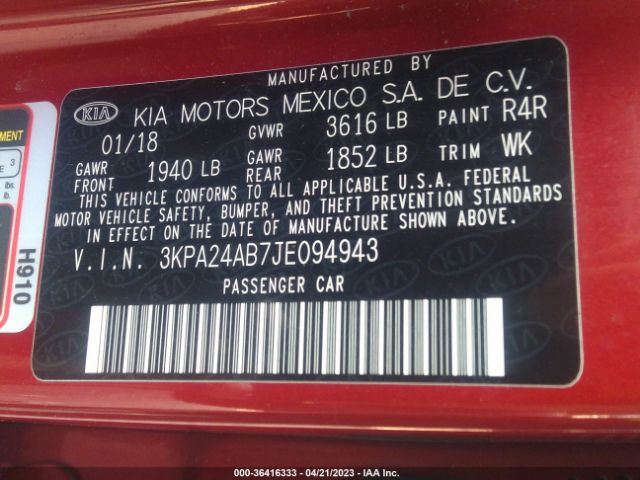 MANUFACTURED BY
KIA KIA MOTORS MEXICO S.A. DE C.V.
01/18 GVWR 3616 LB PAINT R4R
GAWR FRONT 1940 LB GAWR REAR 1852 LB TRIM WK
THIS VEHICLE CONFORMS TO ALL APPLICABLE U.S.A. FEDERAL
MOTOR VEHICLE SAFETY, BUMPER, AND THEFT PREVENTION STANDARDS
IN EFFECT ON THE DATE OF MANUFACTURE SHOWN ABOVE.
V.I.N. 3KPA24AB7JE094943
PASSENGER CAR
H910
3
lbs.
000-36416333 - 04/21/2023 - IAA Inc.